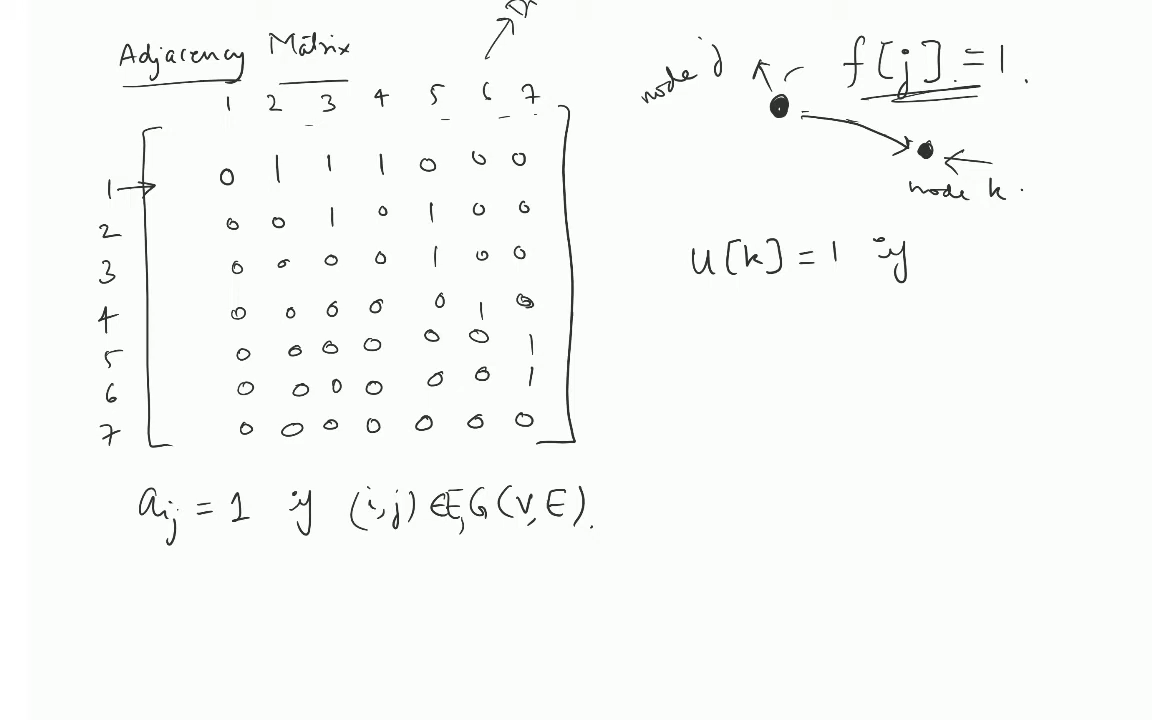 Adjacency Matrix
1 2 3 4 5 6 7
1 0 1 1 1 0 0 0
2 0 0 1 0 1 0 0
3 0 0 0 0 1 0 0
4 0 0 0 0 0 1 0
5 0 0 0 0 0 0 1
6 0 0 0 0 0 0 1
7 0 0 0 0 0 0 0
a_ij = 1 if (i,j) ∈ E, G(V,E).
node j
f[j] = 1.
node k.
u[k] = 1 if